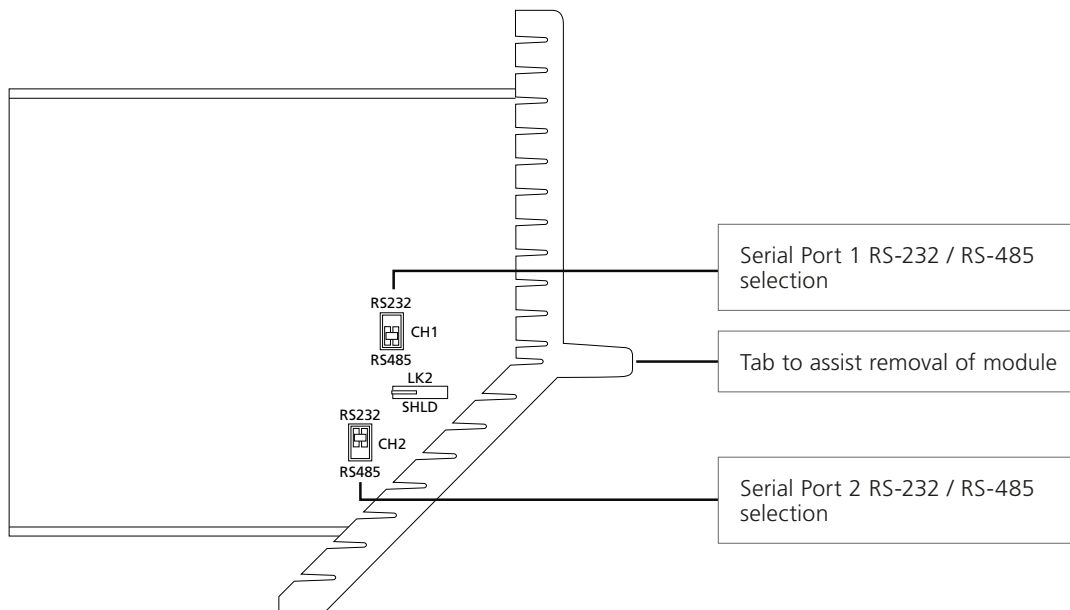 Serial Port 1 RS-232 / RS-485
selection
RS232
CH1
RS485
Tab to assist removal of module
LK2
SHLD
RS232
CH2
RS485
Serial Port 2 RS-232 / RS-485
selection